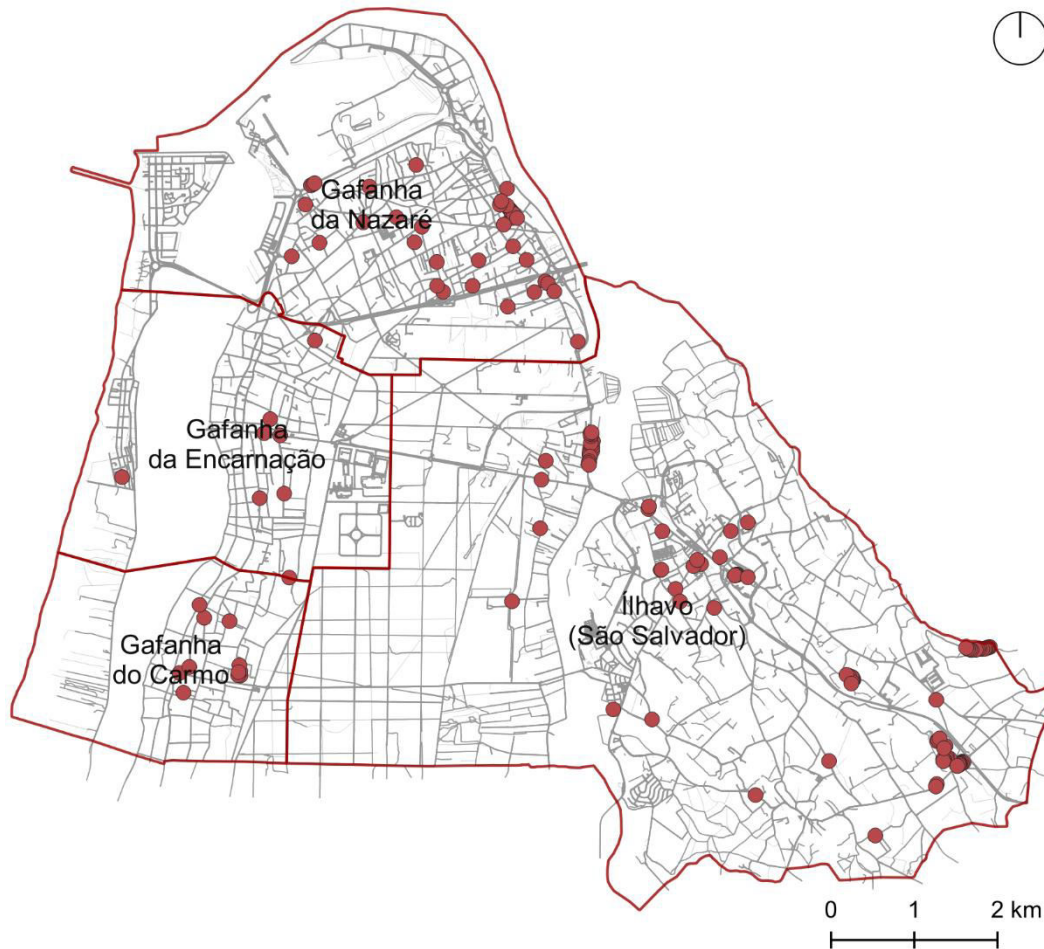 Gafanha
da Nazaré
Gafanha
da Encarnação
Gafanha
do Carmo
Ílhavo
(São Salvador)
0 1 2 km